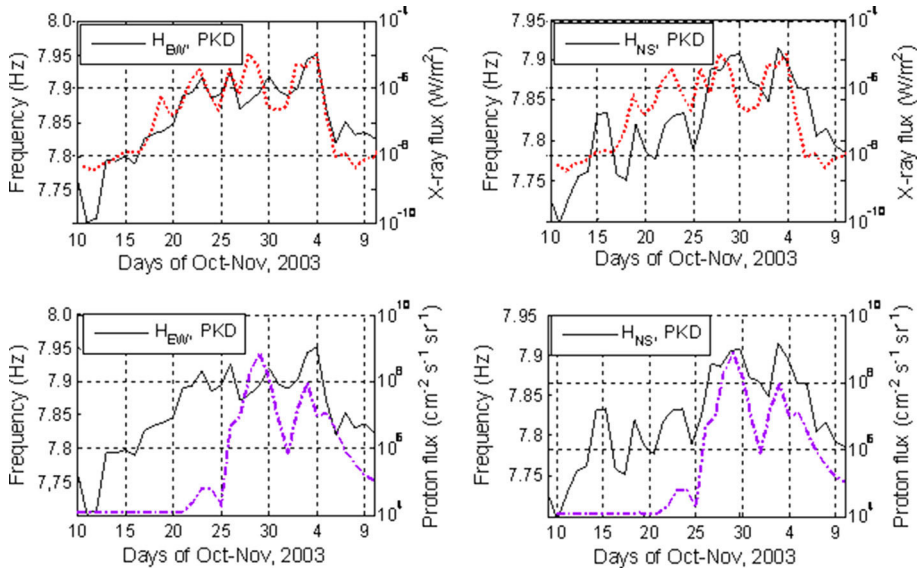 8.0
7.95
7.9
7.85
7.8
7.75
Frequency (Hz)
H_EW, PKD
10^-4
10^-6
10^-8
10^-10
X-ray flux (W/m²)
10 15 20 25 30 4 9
Days of Oct-Nov, 2003
7.95
7.9
7.85
7.8
7.75
7.7
Frequency (Hz)
H_NS, PKD
10^-4
10^-6
10^-8
10^-10
X-ray flux (W/m²)
10 15 20 25 30 4 9
Days of Oct-Nov, 2003
8.0
7.95
7.9
7.85
7.8
7,75
Frequency (Hz)
H_EW, PKD
10^10
10^8
10^6
10^4
Proton flux (cm^-2 s^-1 sr^-1)
10 15 20 25 30 4 9
Days of Oct-Nov, 2003
7.95
7.9
7.85
7.8
7.75
Frequency (Hz)
H_NS, PKD
10^10
10^8
10^6
10^4
Proton flux (cm^-2 s^-1 sr^-1)
10 15 20 25 30 4 9
Days of Oct-Nov, 2003